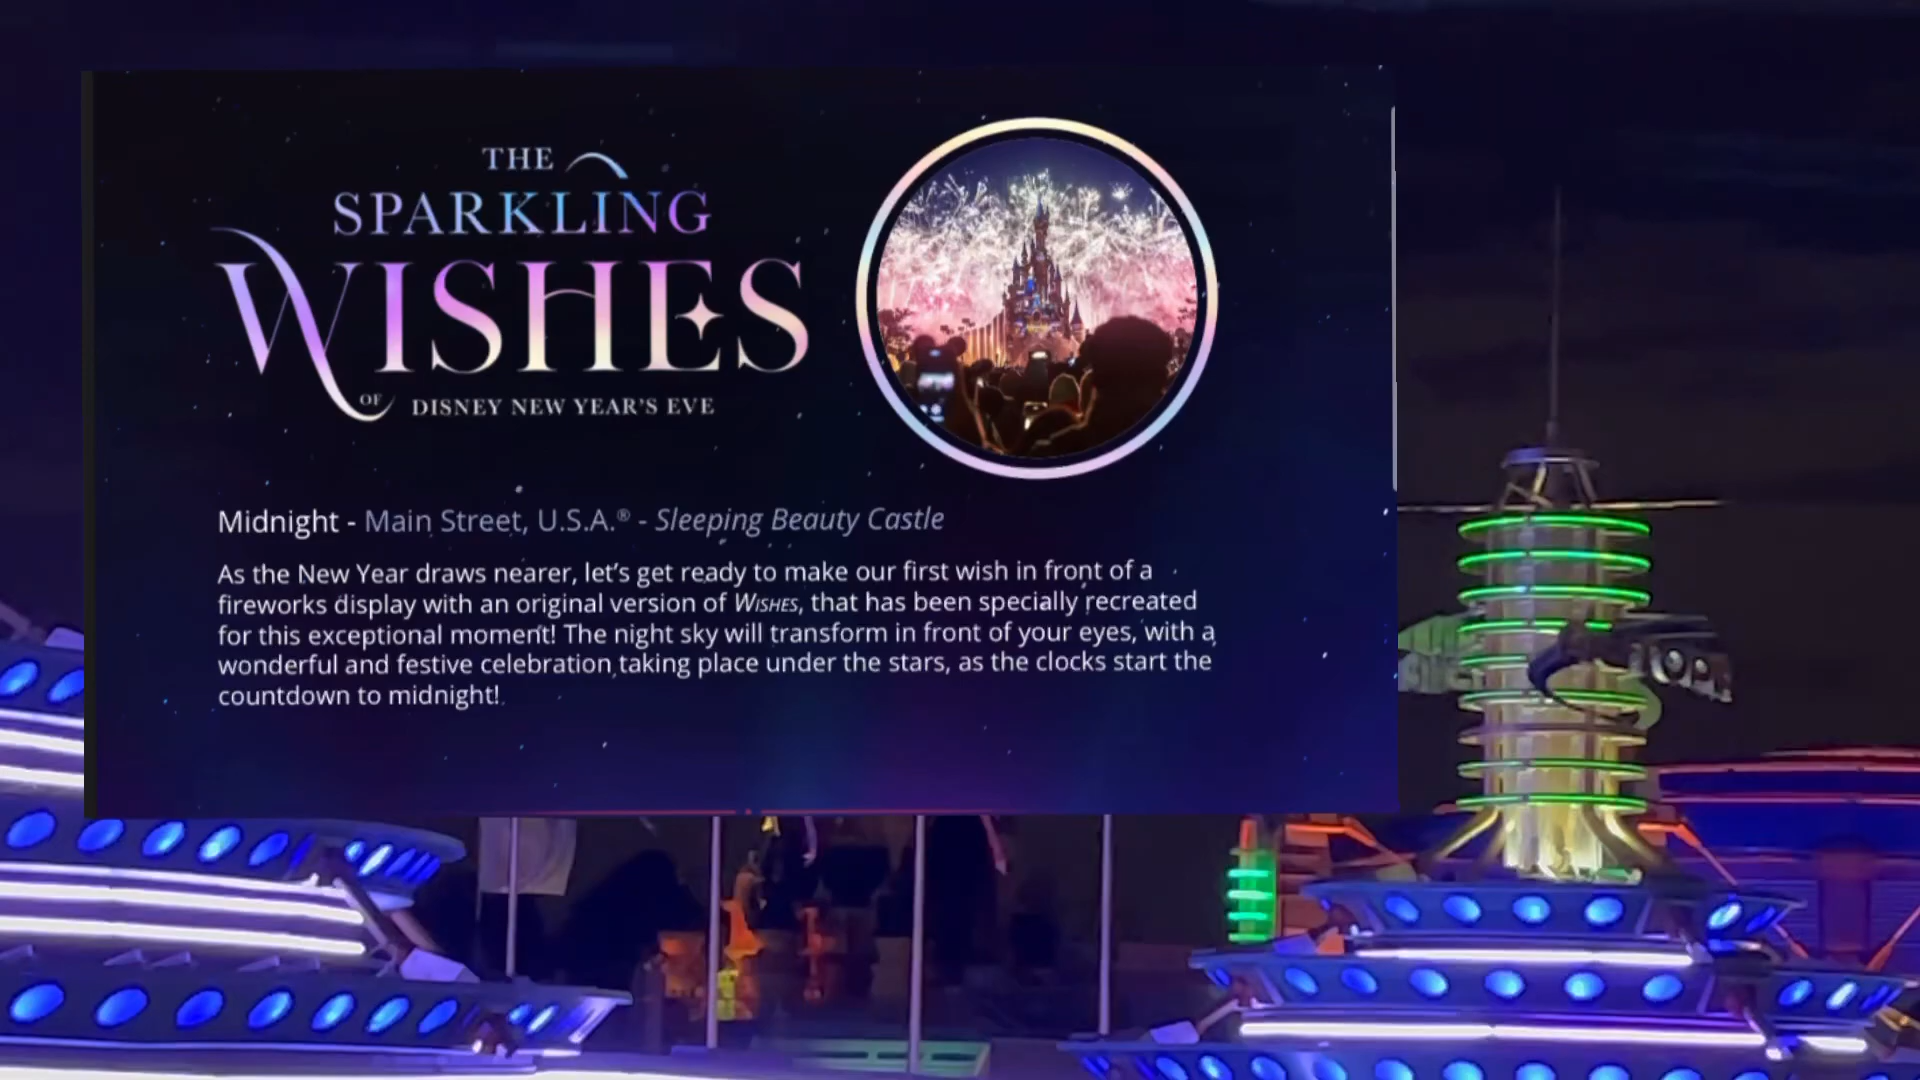 THE
SPARKLING
WISHES
OF DISNEY NEW YEAR'S EVE
Midnight - Main Street, U.S.A.® - Sleeping Beauty Castle
As the New Year draws nearer, let's get ready to make our first wish in front of a
fireworks display with an original version of WISHES, that has been specially recreated
for this exceptional moment! The night sky will transform in front of your eyes, with a
wonderful and festive celebration taking place under the stars, as the clocks start the
countdown to midnight!